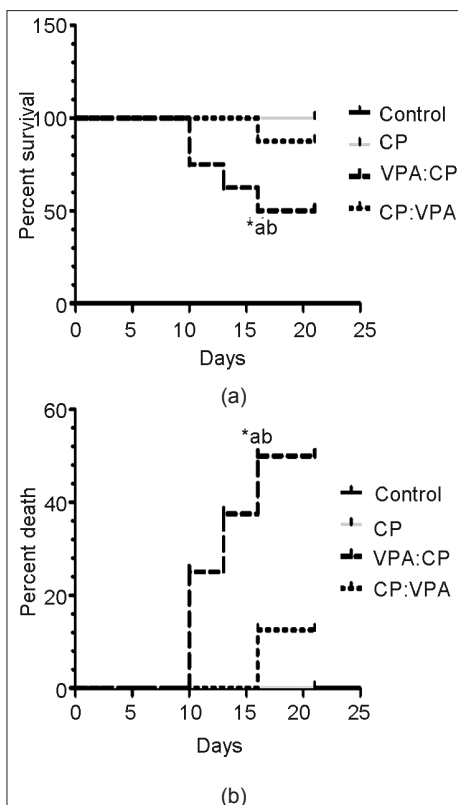 150
100
50
0
Percent survival
*ab
0 5 10 15 20 25
Days
Control
CP
VPA:CP
CP:VPA
(a)
60
40
20
0
Percent death
*ab
0 5 10 15 20 25
Days
Control
CP
VPA:CP
CP:VPA
(b)